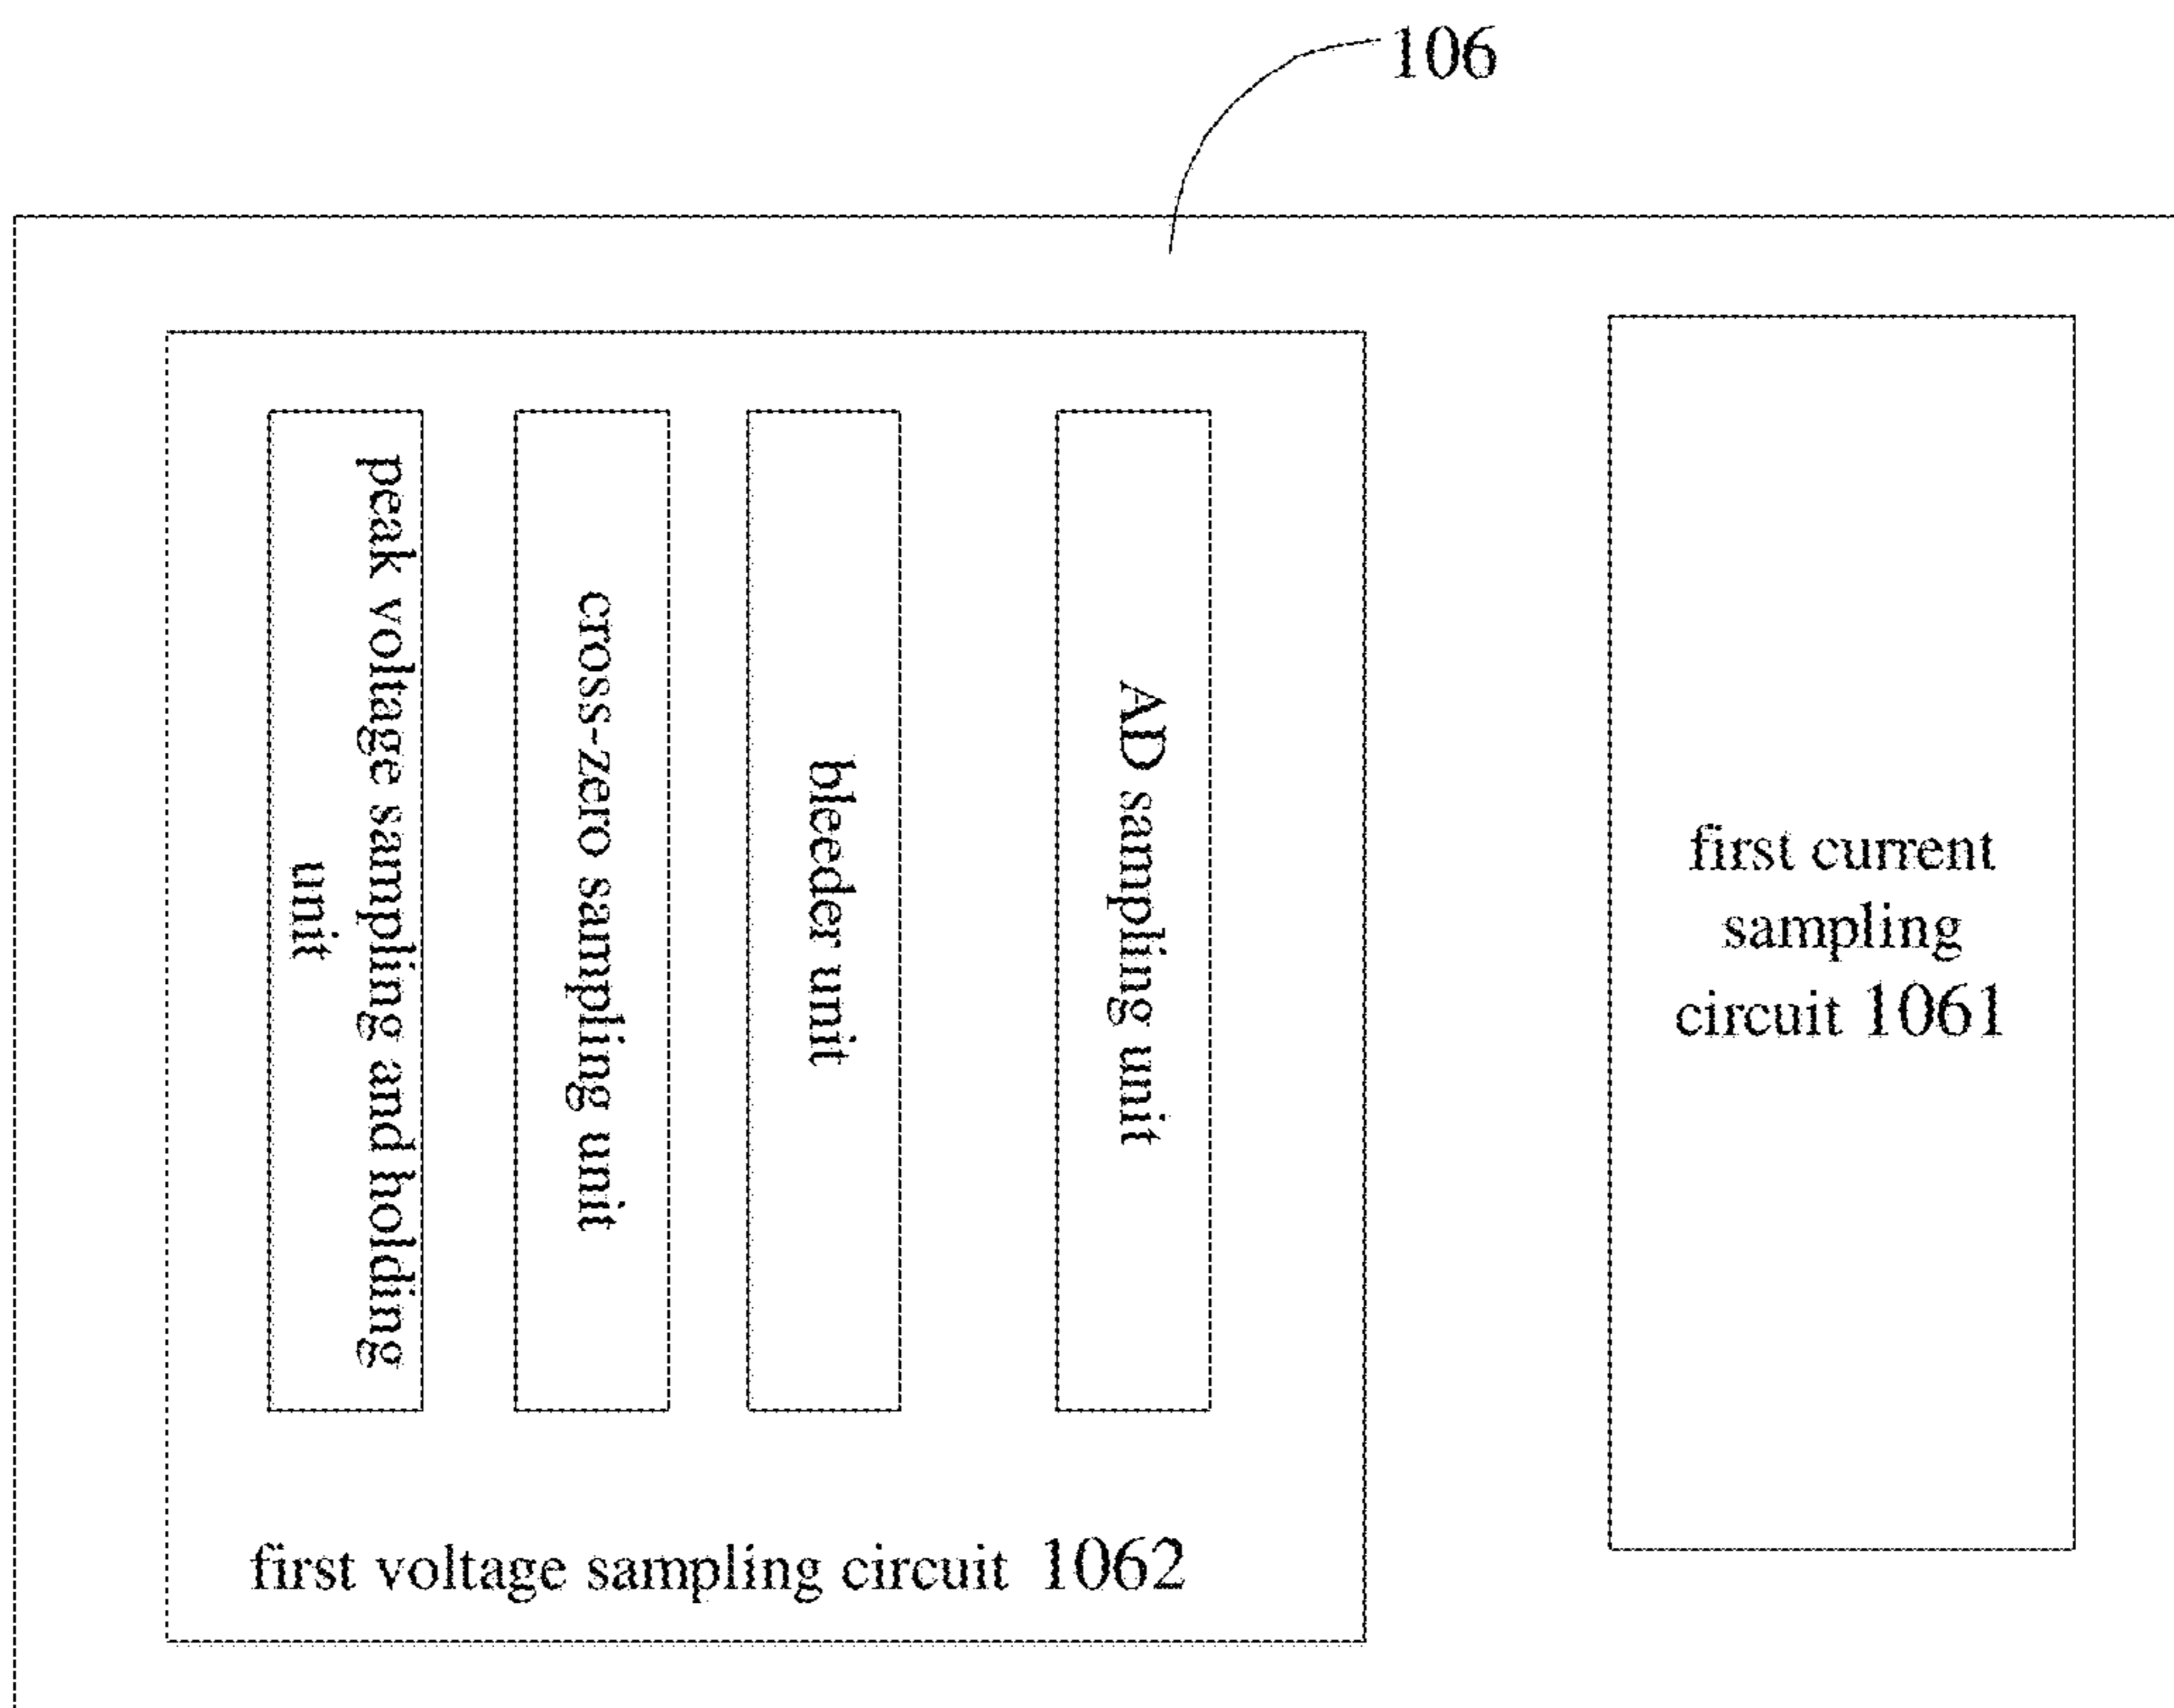 106
peak voltage sampling and holding
unit
cross-zero sampling unit
bleeder unit
AD sampling unit
first voltage sampling circuit 1062
first current
sampling
circuit 1061